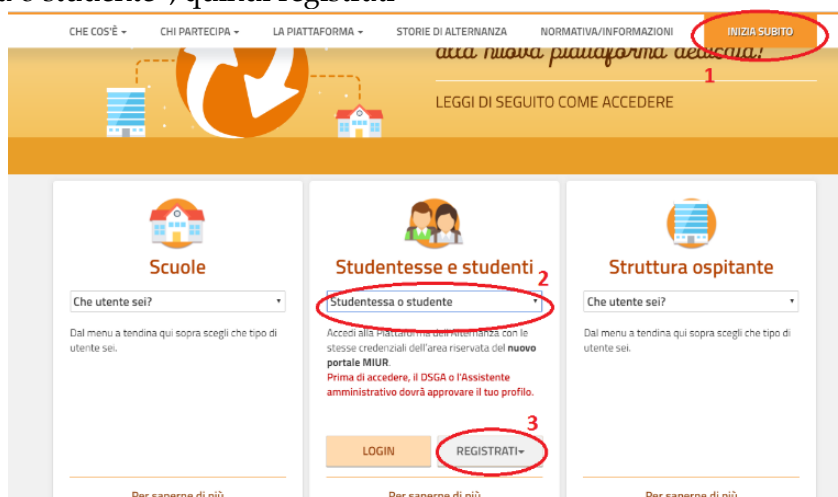 o studente", quindi registrati
CHE COS'È CHI PARTECIPA LA PIATTAFORMA STORIE DI ALTERNANZA NORMATIVA/INFORMAZIONI INIZIA SUBITO
1
alla nuova piattaforma dedicata!
LEGGI DI SEGUITO COME ACCEDERE
Scuole
Che utente sei?
Dal menu a tendina qui sopra scegli che tipo di
utente sei.
Studentesse e studenti
2
Studentessa o studente
Accedi alla Piattaforma dell'Alternanza con le
stesse credenziali dell'area riservata del nuovo
portale MIUR.
Prima di accedere, il DSGA o l'Assistente
amministrativo dovrà approvare il tuo profilo.
3
LOGIN REGISTRATI
Struttura ospitante
Che utente sei?
Dal menu a tendina qui sopra scegli che tipo di
utente sei.
Per saperne di più Per saperne di più Per saperne di più